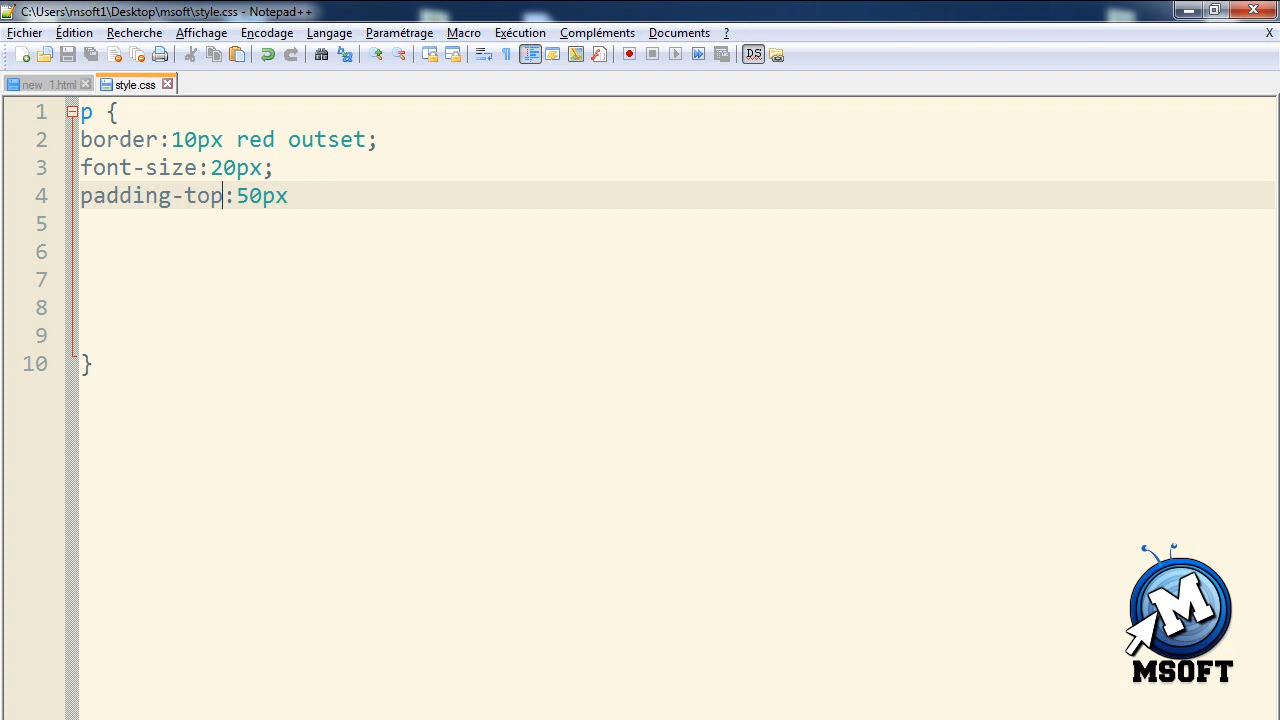 C:\Users\msoft1\Desktop\msoft\style.css - Notepad++
Fichier Édition Recherche Affichage Encodage Langage Paramétrage Macro Exécution Compléments Documents ? X
new 1.html style.css
1 p {
2 border:10px red outset;
3 font-size:20px;
4 padding-top:50px
5
6
7
8
9
10 }
M
MSOFT